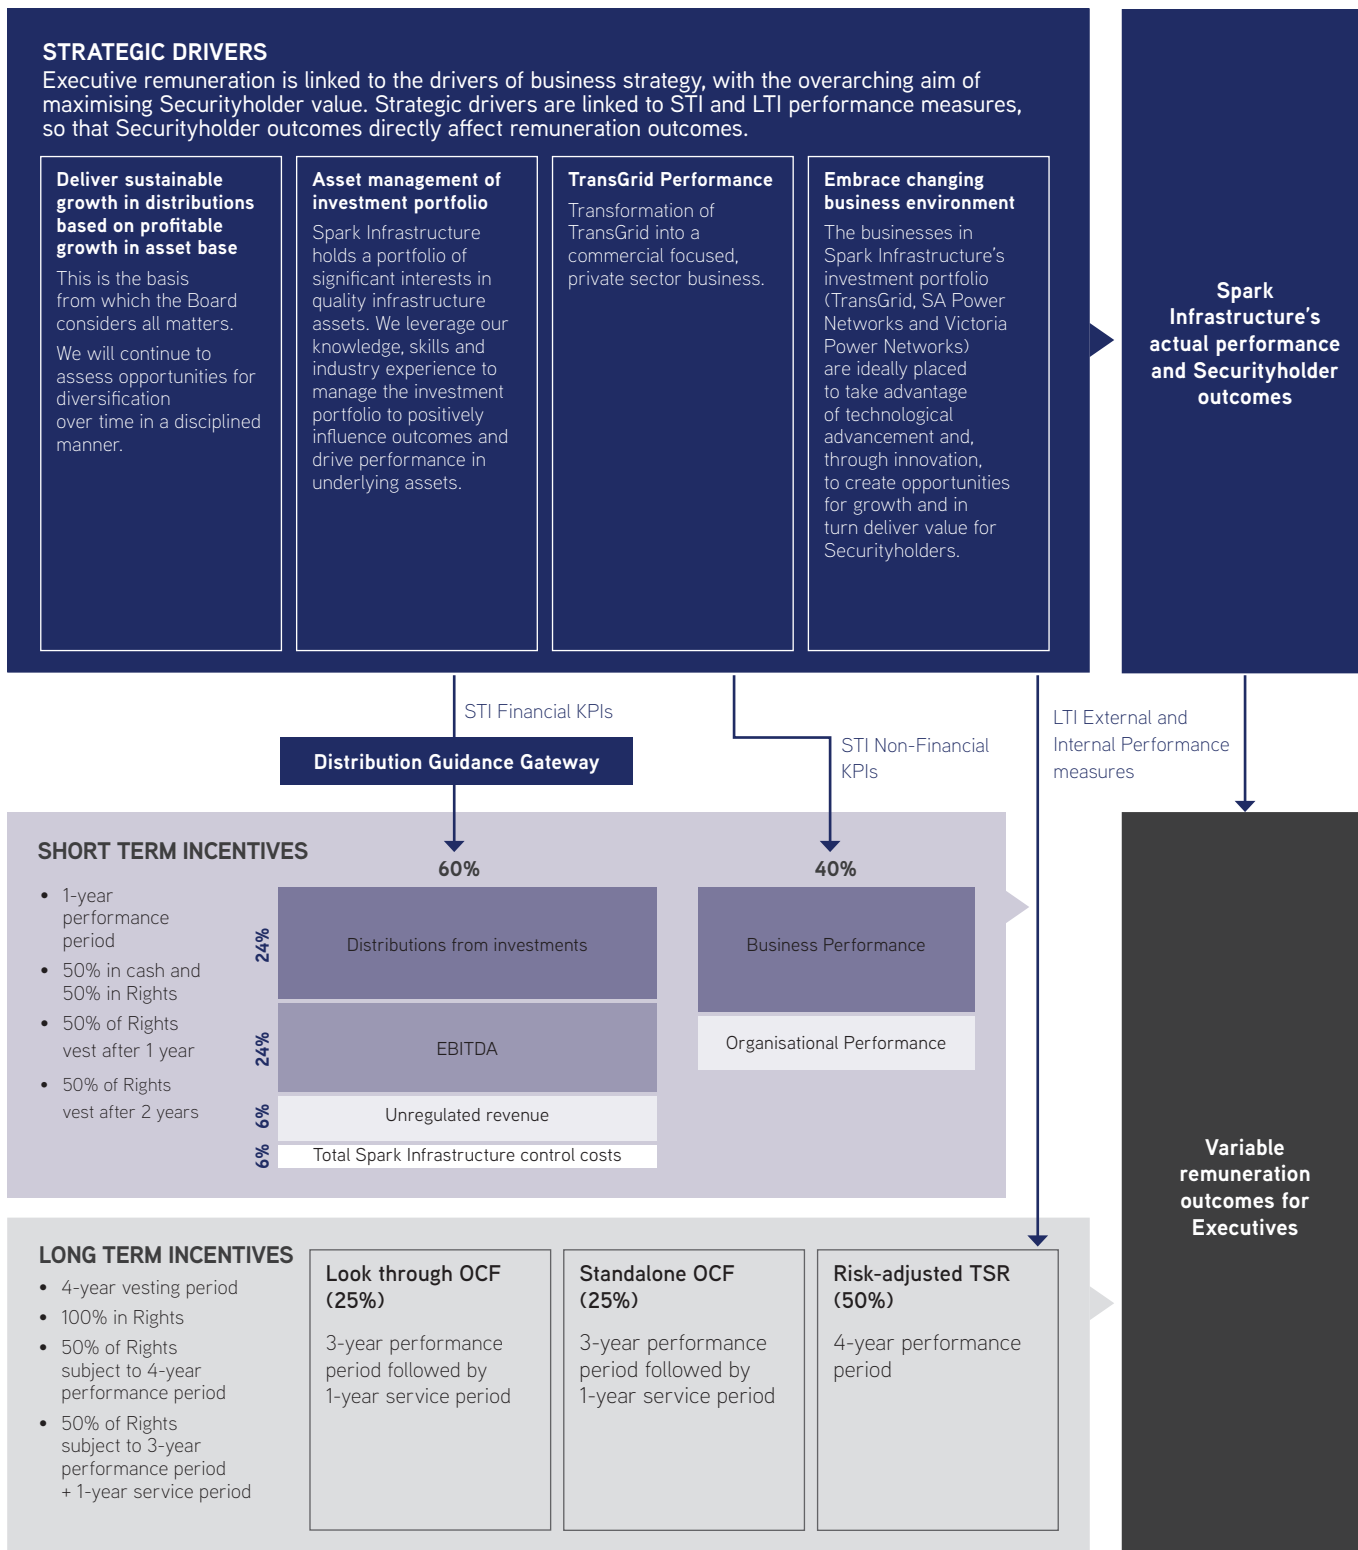 STRATEGIC DRIVERS
Executive remuneration is linked to the drivers of business strategy, with the overarching aim of
maximising Securityholder value. Strategic drivers are linked to STI and LTI performance measures,
so that Securityholder outcomes directly affect remuneration outcomes.
Deliver sustainable
growth in distributions
based on profitable
growth in asset base
This is the basis
from which the Board
considers all matters.
We will continue to
assess opportunities for
diversification
over time in a disciplined
manner.
Asset management of
investment portfolio
Spark Infrastructure
holds a portfolio of
significant interests in
quality infrastructure
assets. We leverage our
knowledge, skills and
industry experience to
manage the investment
portfolio to positively
influence outcomes and
drive performance in
underlying assets.
TransGrid Performance
Transformation of
TransGrid into a
commercial focused,
private sector business.
Embrace changing
business environment
The businesses in
Spark Infrastructure's
investment portfolio
(TransGrid, SA Power
Networks and Victoria
Power Networks)
are ideally placed
to take advantage
of technological
advancement and,
through innovation,
to create opportunities
for growth and in
turn deliver value for
Securityholders.
Spark
Infrastructure's
actual performance
and Securityholder
outcomes
STI Financial KPIs
Distribution Guidance Gateway
STI Non-Financial
KPIs
LTI External and
Internal Performance
measures
SHORT TERM INCENTIVES
• 1-year
performance
period
• 50% in cash and
50% in Rights
• 50% of Rights
vest after 1 year
• 50% of Rights
vest after 2 years
60%
24%
Distributions from investments
24%
EBITDA
6%
Unregulated revenue
6%
Total Spark Infrastructure control costs
40%
Business Performance
Organisational Performance
Variable
remuneration
outcomes for
Executives
LONG TERM INCENTIVES
• 4-year vesting period
• 100% in Rights
• 50% of Rights
subject to 4-year
performance period
• 50% of Rights
subject to 3-year
performance period
+ 1-year service period
Look through OCF
(25%)
3-year performance
period followed by
1-year service period
Standalone OCF
(25%)
3-year performance
period followed by
1-year service period
Risk-adjusted TSR
(50%)
4-year performance
period